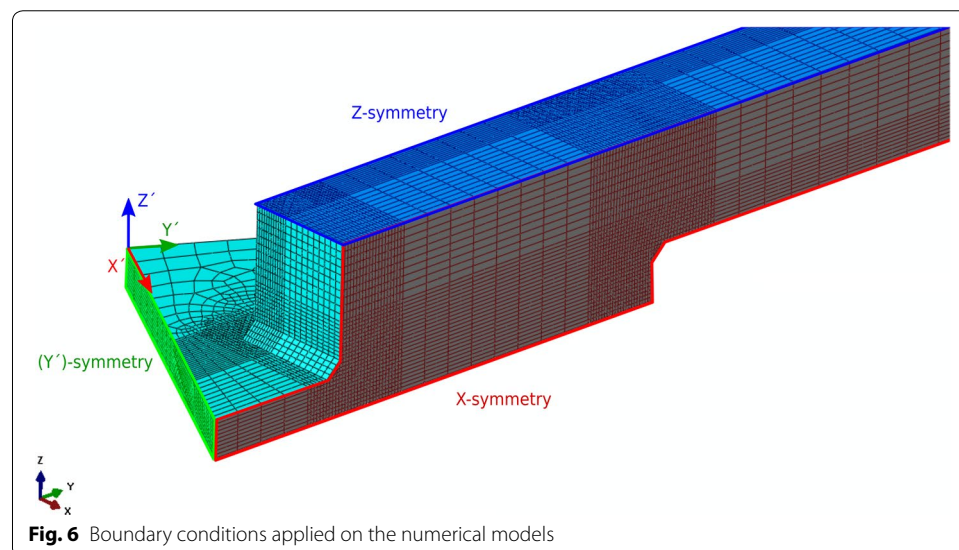 Z-symmetry
Z´
Y´
X´
(Y´)-symmetry
X-symmetry
Z
Y
X
Fig. 6 Boundary conditions applied on the numerical models